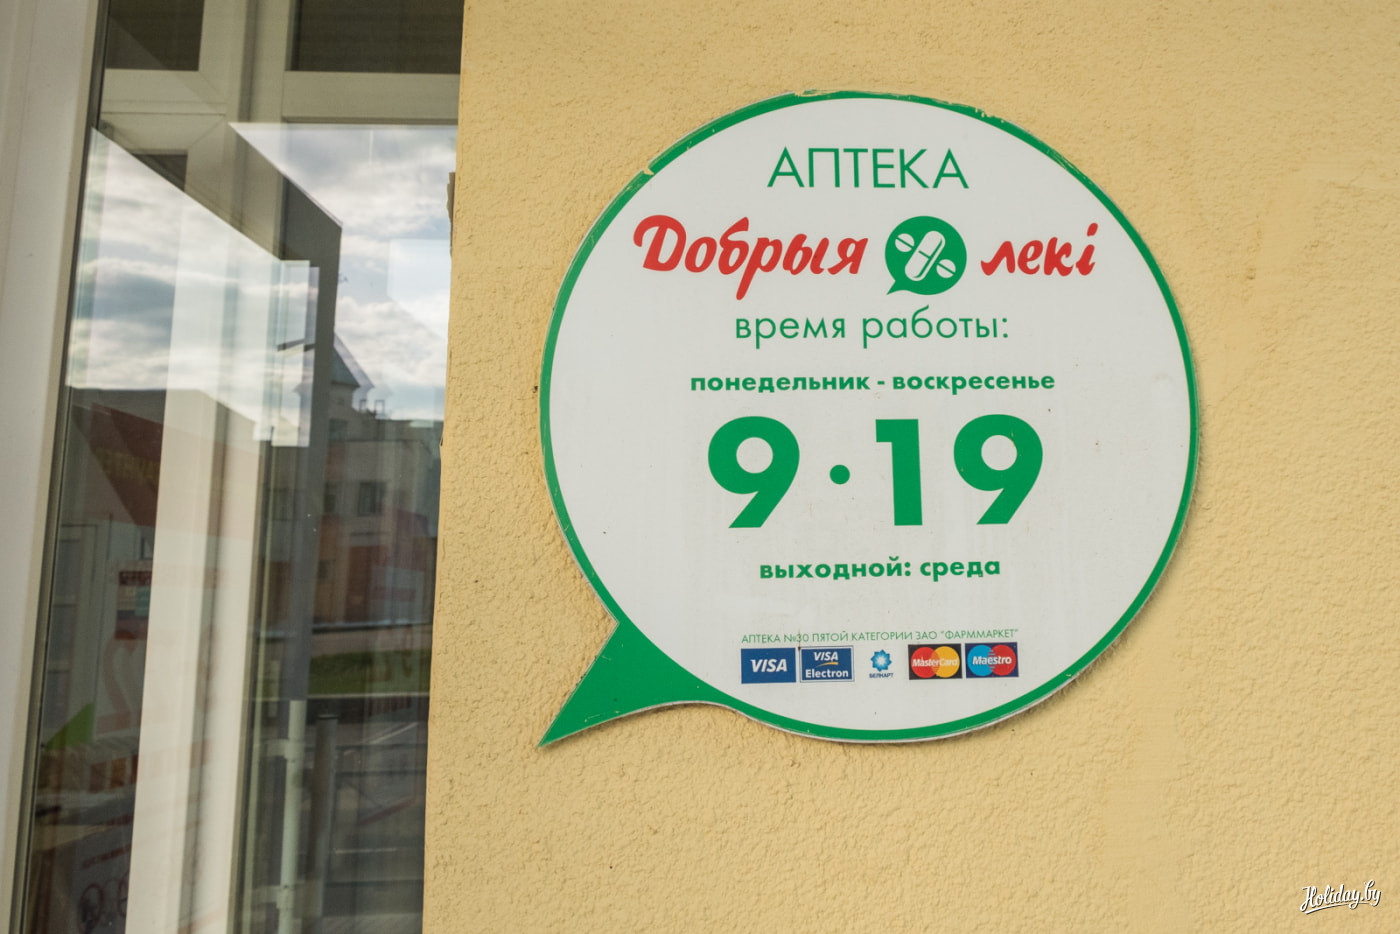 АПТЕКА
Добрыя лекі
время работы:
понедельник - воскресенье
9·19
выходной: среда
АПТЕКА №30 ПЯТОЙ КАТЕГОРИИ ЗАО "ФАРММАРКЕТ"
VISA VISA Electron БЕЛКАРТ MasterCard Maestro
Holiday.by